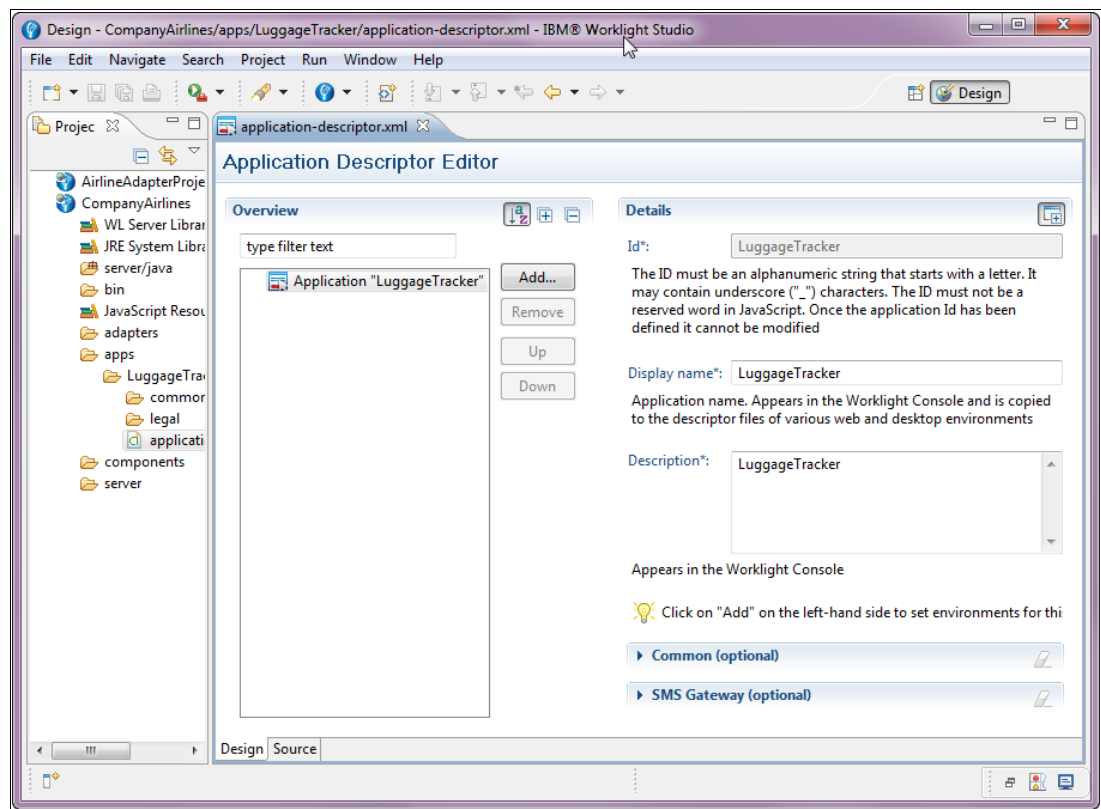 Design - CompanyAirlines/apps/LuggageTracker/application-descriptor.xml - IBM® Worklight Studio
File Edit Navigate Search Project Run Window Help
Design
Projec
application-descriptor.xml
Application Descriptor Editor
AirlineAdapterProje
CompanyAirlines
WL Server Librar
JRE System Libra
server/java
bin
JavaScript Resou
adapters
apps
LuggageTra
common
legal
applicati
components
server
Overview
type filter text
Application "LuggageTracker"
Add...
Remove
Up
Down
Details
Id*: LuggageTracker
The ID must be an alphanumeric string that starts with a letter. It
may contain underscore ("_") characters. The ID must not be a
reserved word in JavaScript. Once the application Id has been
defined it cannot be modified
Display name*: LuggageTracker
Application name. Appears in the Worklight Console and is copied
to the descriptor files of various web and desktop environments
Description*: LuggageTracker
Appears in the Worklight Console
Click on "Add" on the left-hand side to set environments for thi
Common (optional)
SMS Gateway (optional)
Design Source